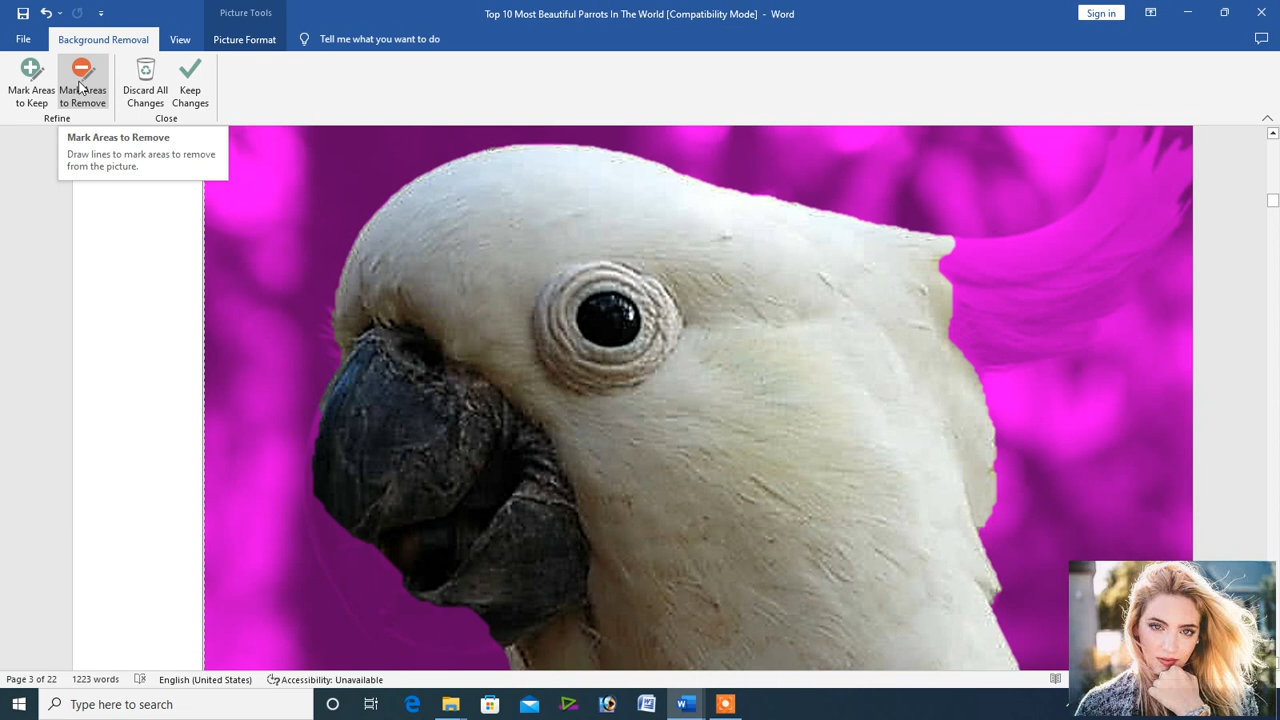 Picture Tools
Top 10 Most Beautiful Parrots In The World [Compatibility Mode] - Word
Sign in
File
Background Removal
View
Picture Format
Tell me what you want to do
Mark Areas to Keep
Mark Areas to Remove
Discard All Changes
Keep Changes
Refine
Close
Mark Areas to Remove
Draw lines to mark areas to remove
from the picture.
Page 3 of 22
1223 words
English (United States)
Accessibility: Unavailable
Type here to search